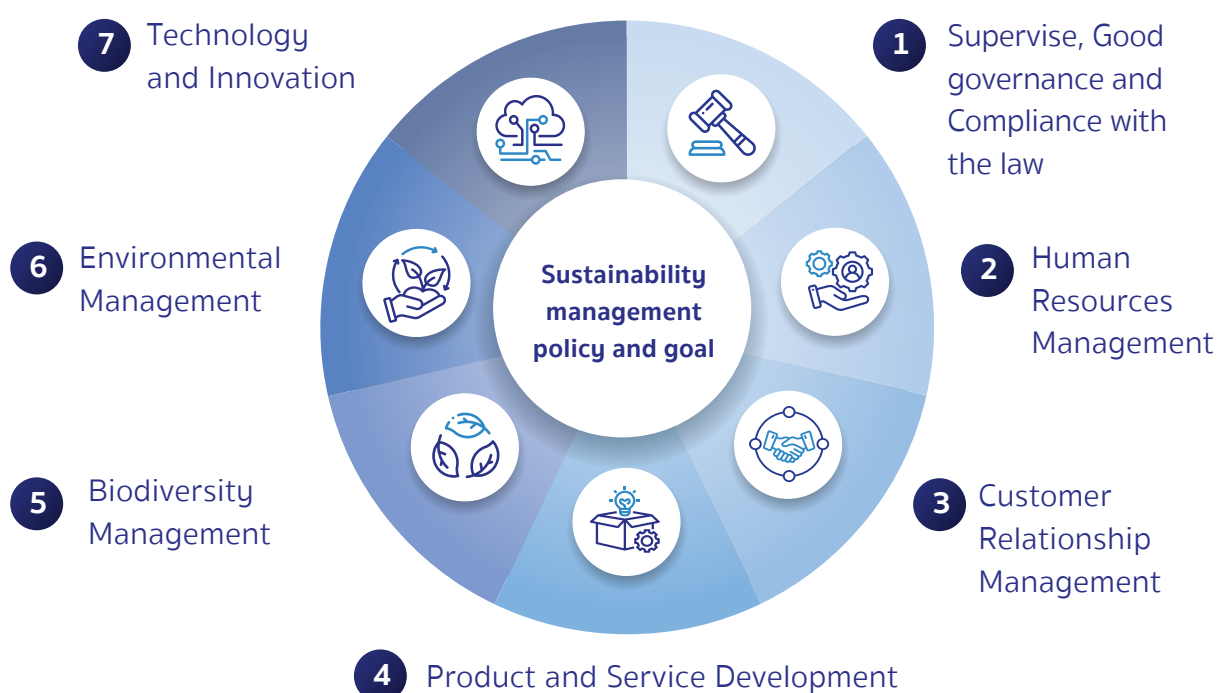 7
Technology
and Innovation
1
Supervise, Good
governance and
Compliance with
the law
6
Environmental
Management
Sustainability
management
policy and goal
2
Human
Resources
Management
5
Biodiversity
Management
3
Customer
Relationship
Management
4
Product and Service Development